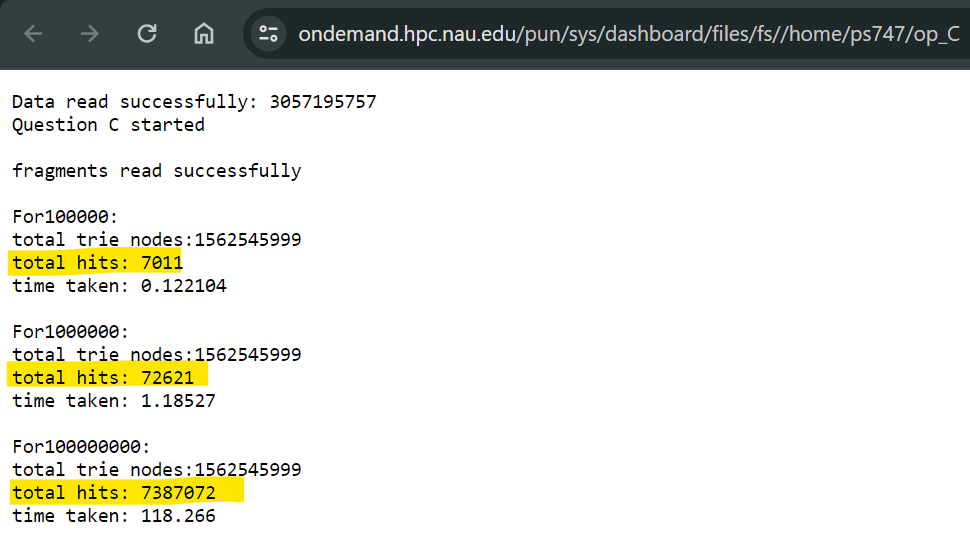 ondemand.hpc.nau.edu/pun/sys/dashboard/files/fs//home/ps747/op_C
Data read successfully: 3057195757
Question C started
fragments read successfully
For100000:
total trie nodes:1562545999
total hits: 7011
time taken: 0.122104
For1000000:
total trie nodes:1562545999
total hits: 72621
time taken: 1.18527
For100000000:
total trie nodes:1562545999
total hits: 7387072
time taken: 118.266